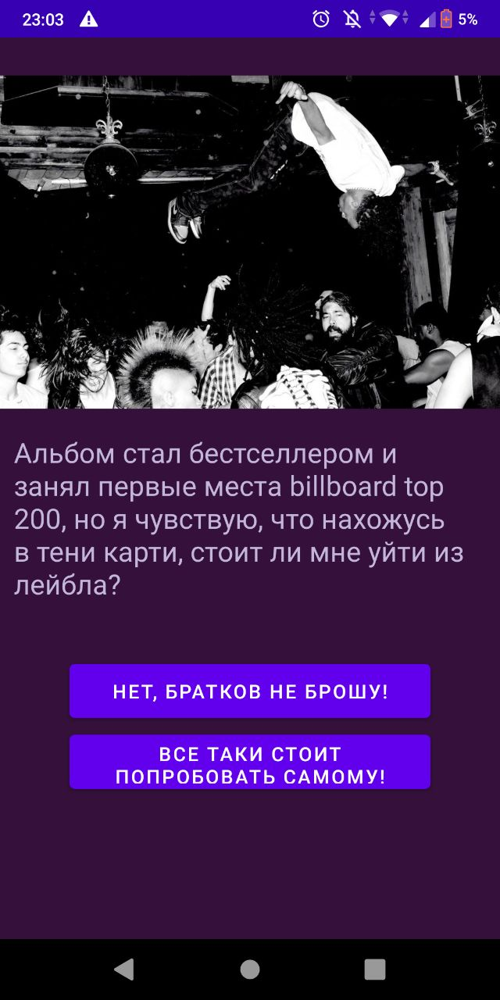 23:03
5%
Альбом стал бестселлером и
занял первые места billboard top
200, но я чувствую, что нахожусь
в тени карти, стоит ли мне уйти из
лейбла?
НЕТ, БРАТКОВ НЕ БРОШУ!
ВСЕ ТАКИ СТОИТ
ПОПРОБОВАТЬ САМОМУ!